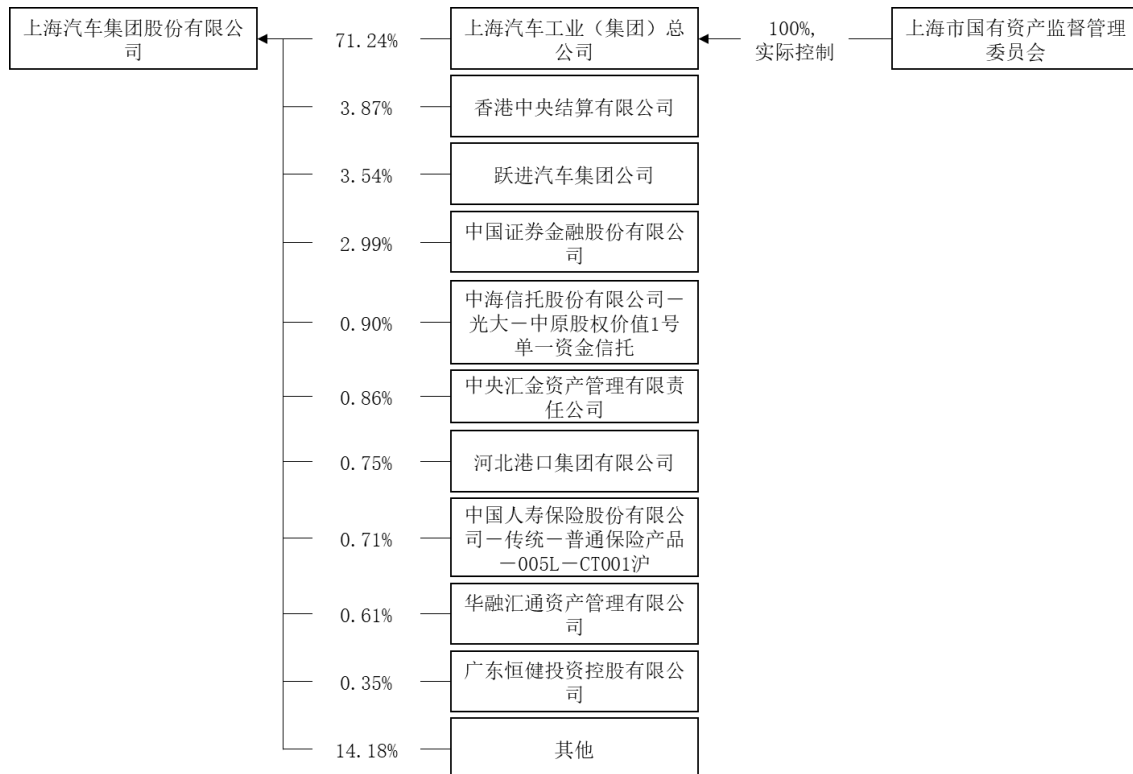 上海汽车集团股份有限公
司
71.24%
上海汽车工业（集团）总
公司
100%,
实际控制
上海市国有资产监督管理
委员会
3.87%
香港中央结算有限公司
3.54%
跃进汽车集团公司
2.99%
中国证券金融股份有限公
司
0.90%
中海信托股份有限公司－
光大－中原股权价值1号
单一资金信托
0.86%
中央汇金资产管理有限责
任公司
0.75%
河北港口集团有限公司
0.71%
中国人寿保险股份有限公
司－传统－普通保险产品
－005L－CT001沪
0.61%
华融汇通资产管理有限公
司
0.35%
广东恒健投资控股有限公
司
14.18%
其他